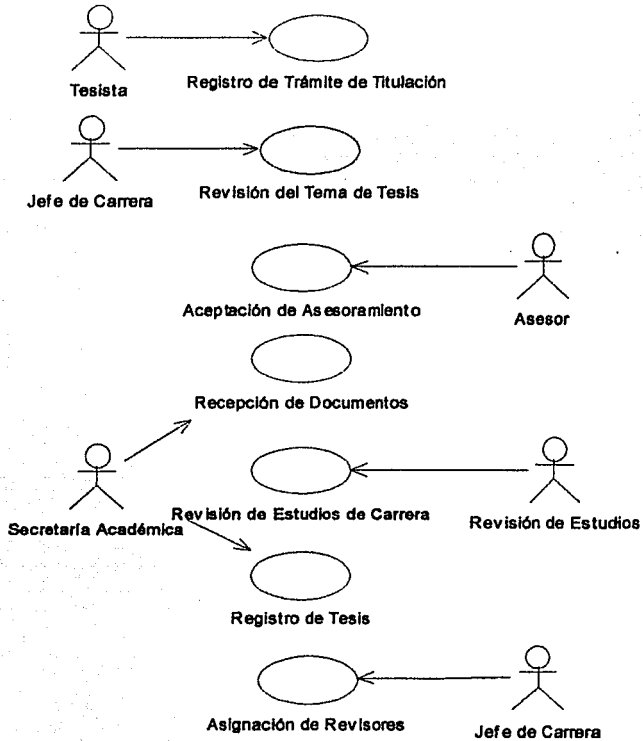 Tesista
Registro de Trámite de Titulación
Jefe de Carrera
Revisión del Tema de Tesis
Aceptación de Asesoramiento
Asesor
Recepción de Documentos
Secretaría Académica
Revisión de Estudios de Carrera
Revisión de Estudios
Registro de Tesis
Asignación de Revisores
Jefe de Carrera